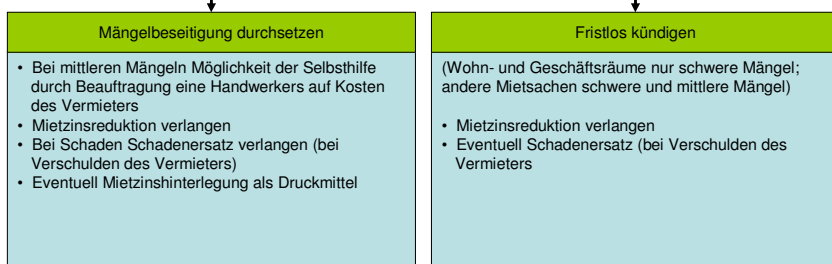 Mängelbeseitigung durchsetzen
• Bei mittleren Mängeln Möglichkeit der Selbsthilfe
durch Beauftragung eine Handwerkers auf Kosten
des Vermieters
• Mietzinsreduktion verlangen
• Bei Schaden Schadenersatz verlangen (bei
Verschulden des Vermieters)
• Eventuell Mietzinshinterlegung als Druckmittel
Fristlos kündigen
(Wohn- und Geschäftsräume nur schwere Mängel;
andere Mietsachen schwere und mittlere Mängel)
• Mietzinsreduktion verlangen
• Eventuell Schadenersatz (bei Verschulden des
Vermieters